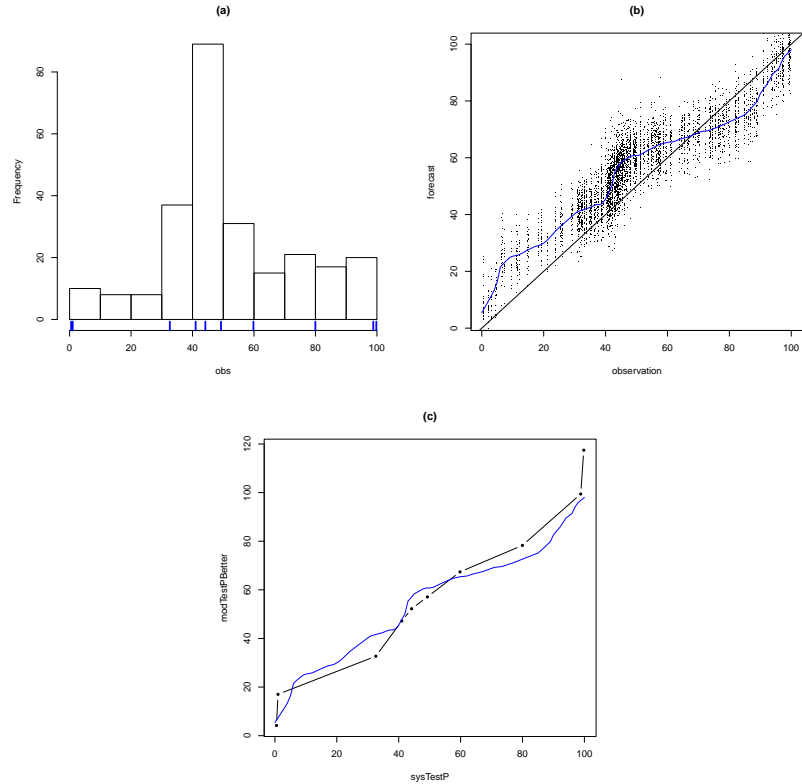 (a)
Frequency
0 20 40 60 80
0 20 40 60 80 100
obs
(b)
forecast
0 20 40 60 80 100
0 20 40 60 80 100
observation
(c)
modTestPBetter
0 20 40 60 80 100 120
0 20 40 60 80 100
sysTestP